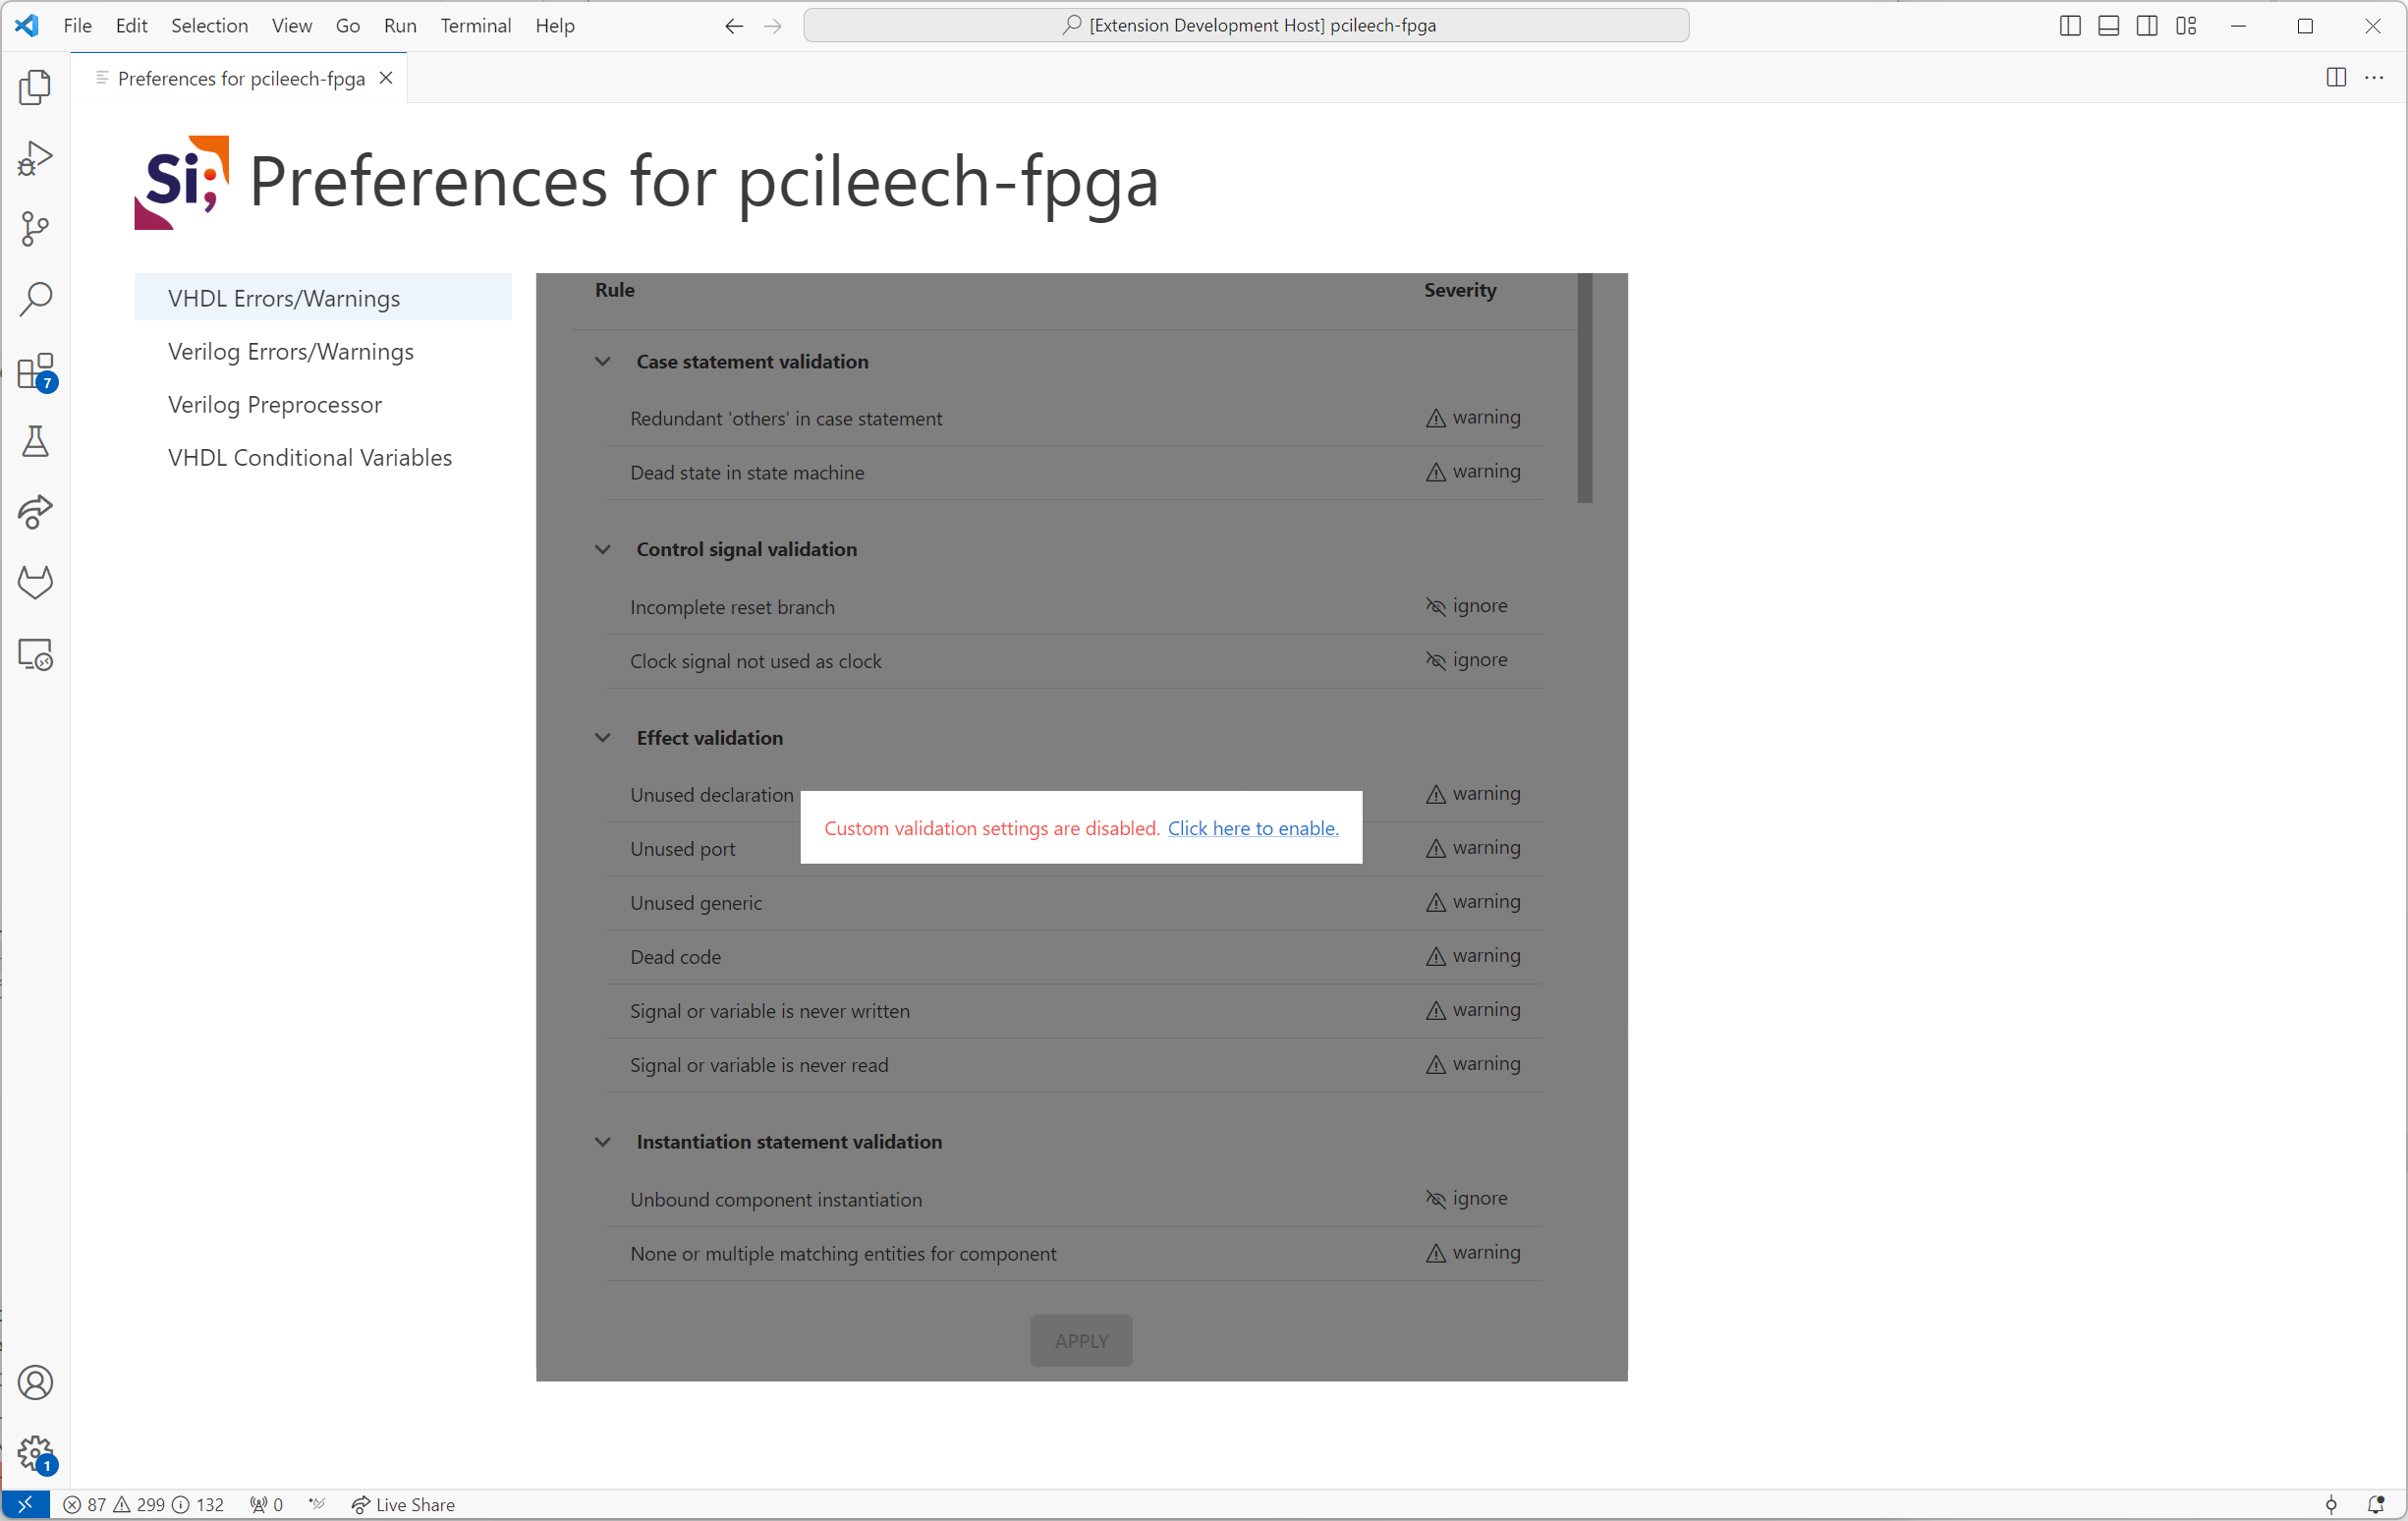 File Edit Selection View Go Run Terminal Help
[Extension Development Host] pcileech-fpga
Preferences for pcileech-fpga
Si;
Preferences for pcileech-fpga
VHDL Errors/Warnings
Verilog Errors/Warnings
Verilog Preprocessor
VHDL Conditional Variables
Rule Severity
Case statement validation
Redundant 'others' in case statement warning
Dead state in state machine warning
Control signal validation
Incomplete reset branch ignore
Clock signal not used as clock ignore
Effect validation
Unused declaration warning
Custom validation settings are disabled. Click here to enable.
Unused port warning
Unused generic warning
Dead code warning
Signal or variable is never written warning
Signal or variable is never read warning
Instantiation statement validation
Unbound component instantiation ignore
None or multiple matching entities for component warning
APPLY
7
1
87 299 132 0 Live Share